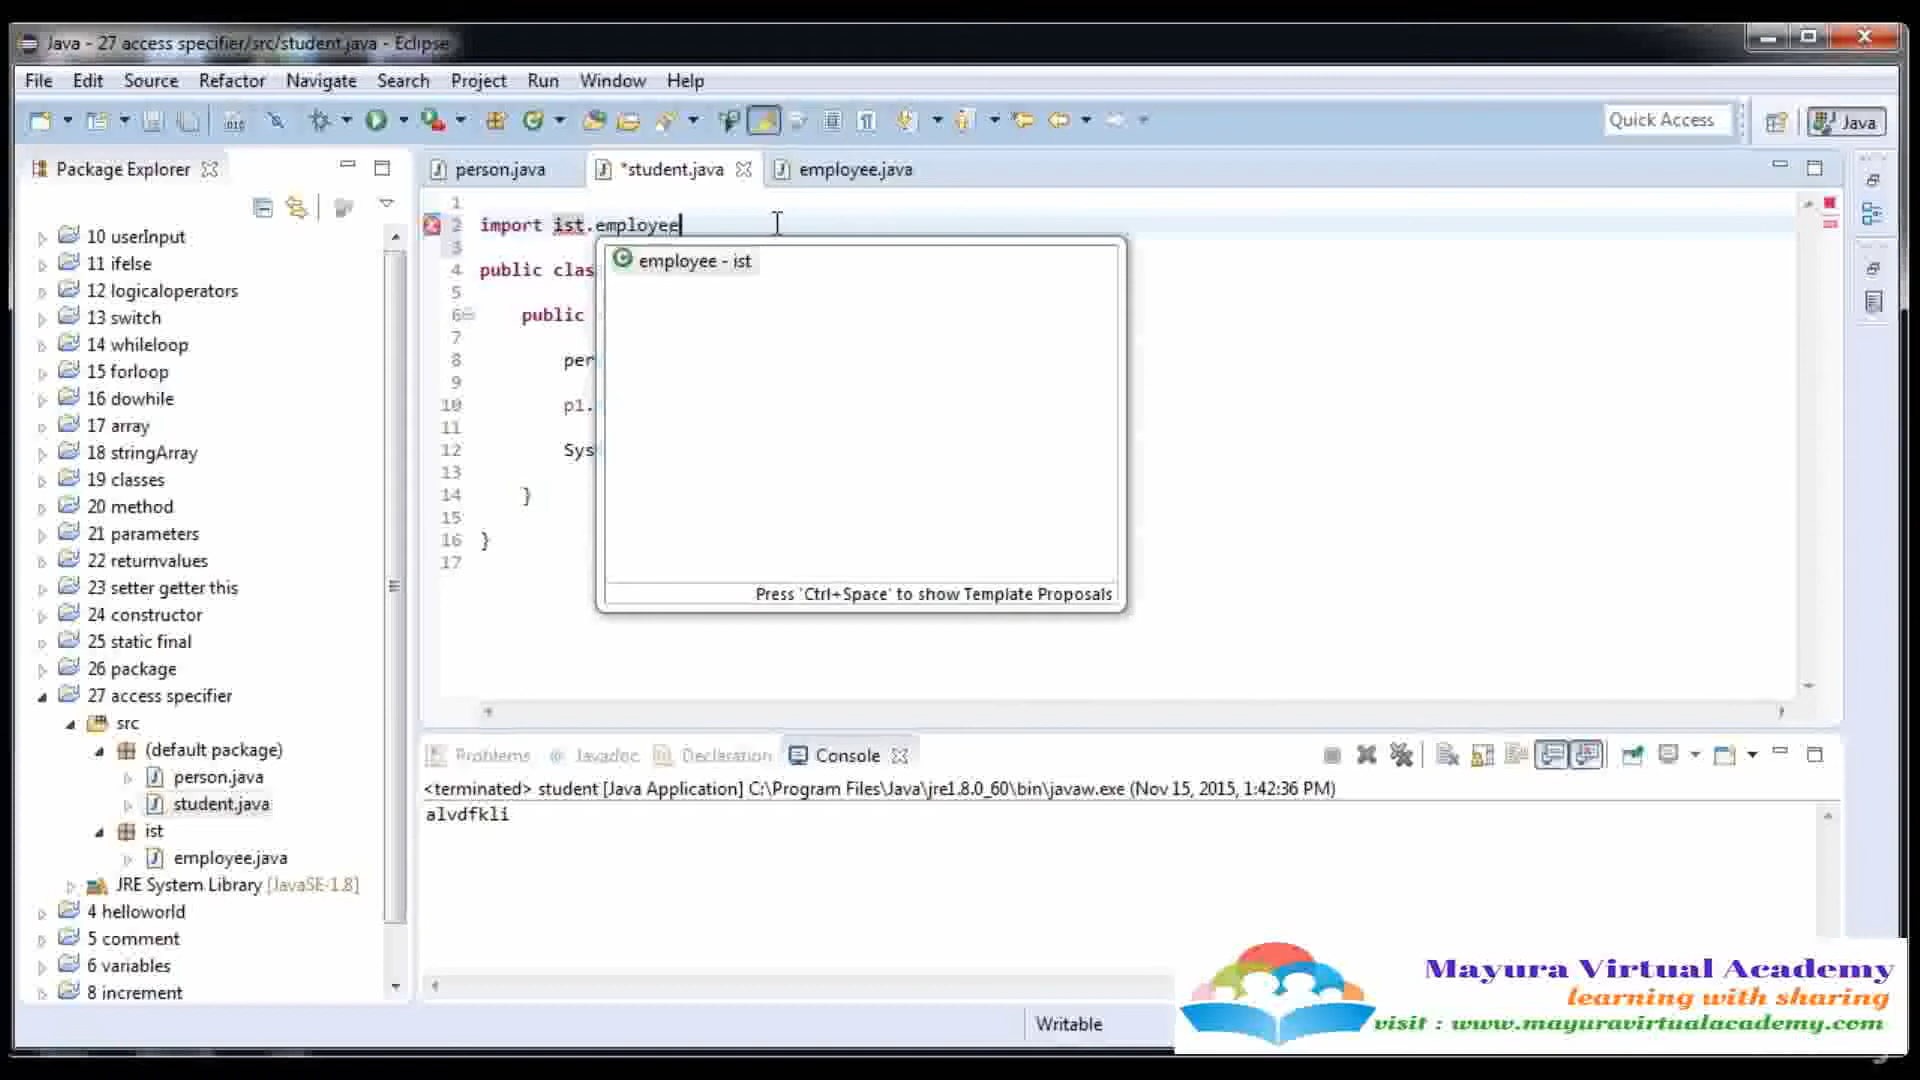 Java - 27 access specifier/src/student.java - Eclipse
File Edit Source Refactor Navigate Search Project Run Window Help
Quick Access
Java
Package Explorer
person.java
*student.java
employee.java
10 userInput
11 ifelse
12 logicaloperators
13 switch
14 whileloop
15 forloop
16 dowhile
17 array
18 stringArray
19 classes
20 method
21 parameters
22 returnvalues
23 setter getter this
24 constructor
25 static final
26 package
27 access specifier
src
(default package)
person.java
student.java
ist
employee.java
JRE System Library [JavaSE-1.8]
4 helloworld
5 comment
6 variables
8 increment
1
2 import ist.employee
3
4 public clas
5
6 public
7
8 per
9
10 p1.
11
12 Sys
13
14 }
15
16 }
17
employee - ist
Press 'Ctrl+Space' to show Template Proposals
Problems Javadoc Declaration Console
<terminated> student [Java Application] C:\Program Files\Java\jre1.8.0_60\bin\javaw.exe (Nov 15, 2015, 1:42:36 PM)
alvdfkli
Writable
Mayura Virtual Academy
learning with sharing
visit : www.mayuravirtualacademy.com